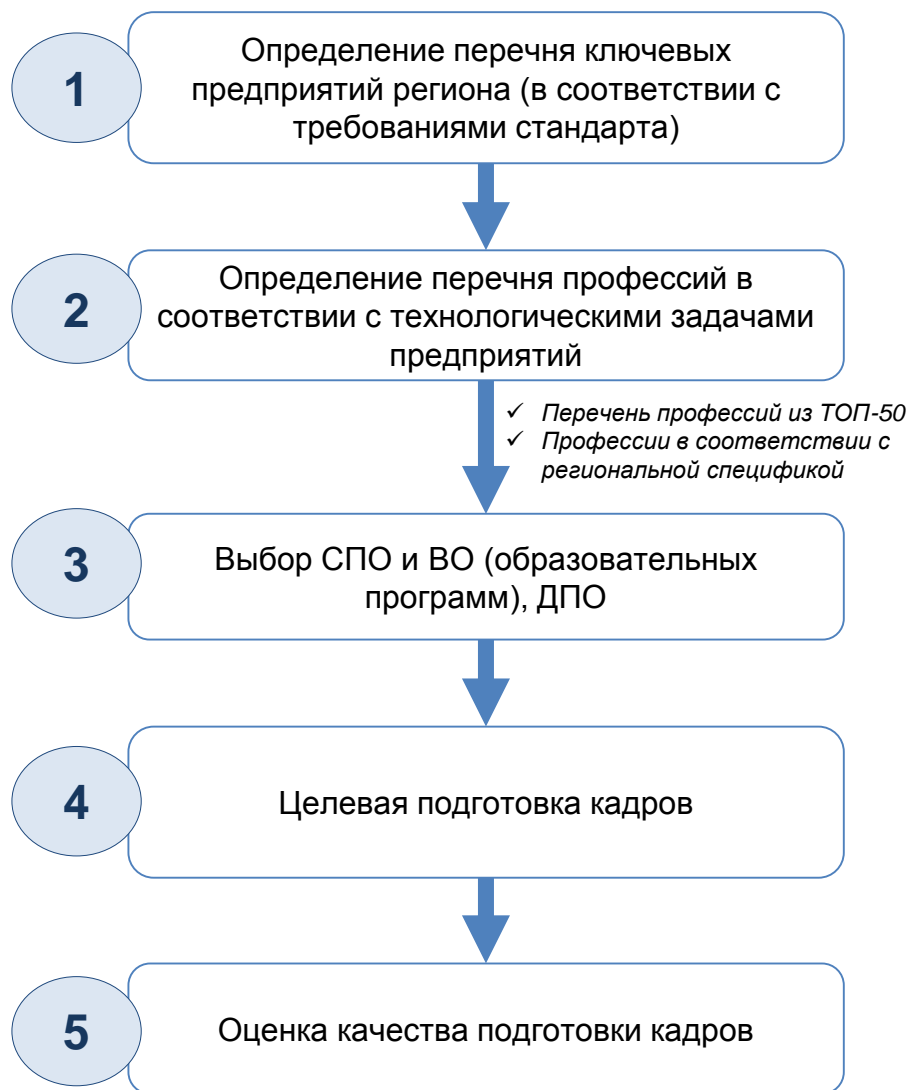 1
Определение перечня ключевых
предприятий региона (в соответствии с
требованиями стандарта)
2
Определение перечня профессий в
соответствии с технологическими задачами
предприятий
✓ Перечень профессий из ТОП-50
✓ Профессии в соответствии с
региональной спецификой
3
Выбор СПО и ВО (образовательных
программ), ДПО
4
Целевая подготовка кадров
5
Оценка качества подготовки кадров